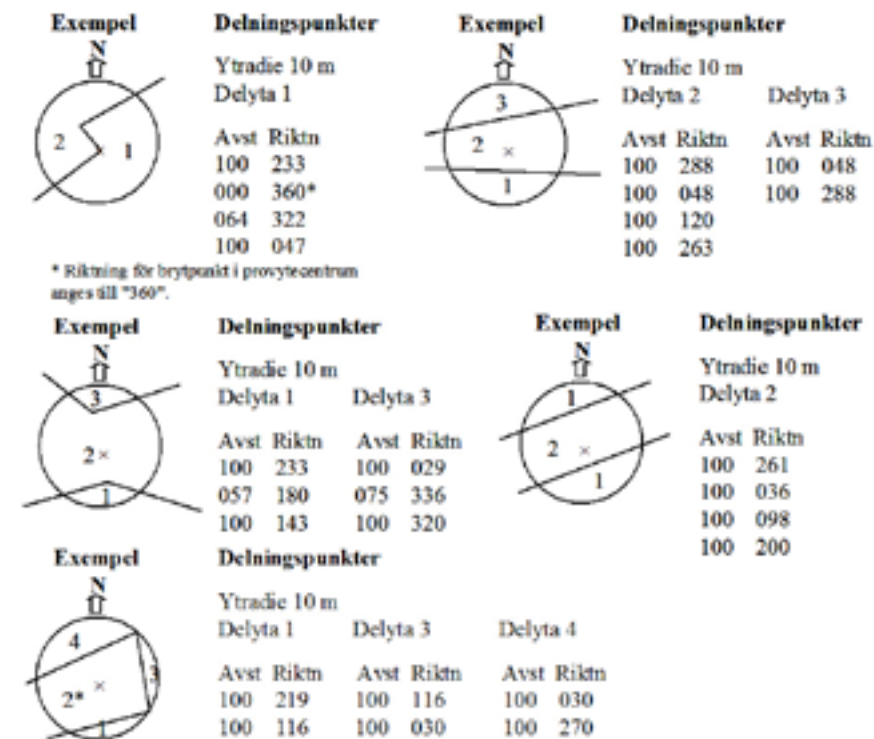 Exempel
N
2
1
Delningspunkter
Ytradie 10 m
Delyta 1
Avst Riktn
100 233
000 360*
064 322
100 047
* Riktning för brytpunkt i provytecentrum
anges till "360".
Exempel
N
3
2
1
Delningspunkter
Ytradie 10 m
Delyta 2 Delyta 3
Avst Riktn Avst Riktn
100 288 100 048
100 048 100 288
100 120
100 263
Exempel
N
3
2
1
Delningspunkter
Ytradie 10 m
Delyta 1 Delyta 3
Avst Riktn Avst Riktn
100 233 100 029
057 180 075 336
100 143 100 320
Exempel
N
1
2
1
Delningspunkter
Ytradie 10 m
Delyta 2
Avst Riktn
100 261
100 036
100 098
100 200
Exempel
N
4
3
2*
1
Delningspunkter
Ytradie 10 m
Delyta 1 Delyta 3 Delyta 4
Avst Riktn Avst Riktn Avst Riktn
100 219 100 116 100 030
100 116 100 030 100 270